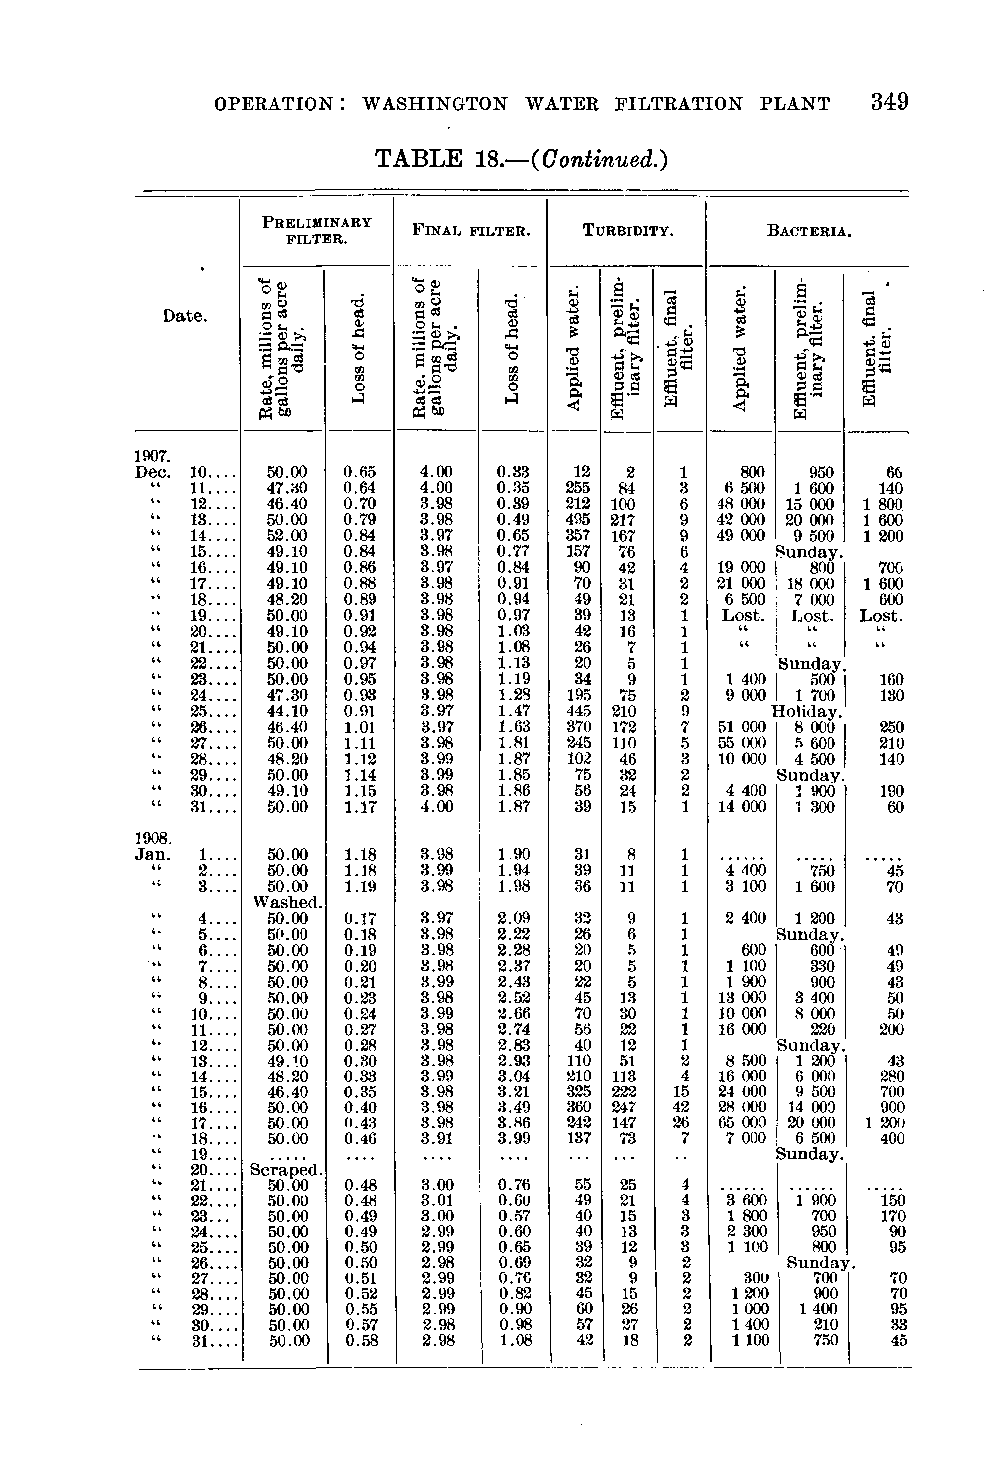 OPERATION: WASHINGTON WATER FILTRATION PLANT 349
TABLE 18.—(Continued.)
Date. PRELIMINARY FILTER. FINAL FILTER. TURBIDITY. BACTERIA.
Rate, millions of gallons per acre daily. Loss of head. Rate, millions of gallons per acre daily. Loss of head. Applied water. Effluent, preliminary filter. Effluent, final filter. Applied water. Effluent, preliminary filter. Effluent, final filter.
1907.
Dec. 10.... 50.00 0.65 4.00 0.33 12 2 1 800 950 66
" 11.... 47.30 0.64 4.00 0.35 255 84 3 6 500 1 600 140
" 12.... 46.40 0.70 3.98 0.39 212 100 6 48 000 15 000 1 800
" 13.... 50.00 0.79 3.98 0.49 495 217 9 42 000 20 000 1 600
" 14.... 52.00 0.84 3.97 0.65 357 167 9 49 000 9 500 1 200
" 15.... 49.10 0.84 3.98 0.77 157 76 6 Sunday.
" 16.... 49.10 0.86 3.97 0.84 90 42 4 19 000 800 700
" 17.... 49.10 0.88 3.98 0.91 70 31 2 21 000 18 000 1 600
" 18.... 48.20 0.89 3.98 0.94 49 21 2 6 500 7 000 600
" 19.... 50.00 0.91 3.98 0.97 39 13 1 Lost. Lost. Lost.
" 20.... 49.10 0.92 3.98 1.03 42 16 1 " " "
" 21.... 50.00 0.94 3.98 1.08 26 7 1 " " "
" 22.... 50.00 0.97 3.98 1.13 20 5 1 Sunday.
" 23.... 50.00 0.95 3.98 1.19 34 9 1 1 400 500 160
" 24.... 47.30 0.93 3.98 1.28 195 75 2 9 000 1 700 130
" 25.... 44.10 0.91 3.97 1.47 445 210 9 Holiday.
" 26.... 46.40 1.01 3.97 1.63 370 172 7 51 000 8 000 250
" 27.... 50.00 1.11 3.98 1.81 245 110 5 55 000 5 600 210
" 28.... 48.20 1.12 3.99 1.87 102 46 3 10 000 4 500 140
" 29.... 50.00 1.14 3.99 1.85 75 32 2 Sunday.
" 30.... 49.10 1.15 3.98 1.86 56 24 2 4 400 1 900 190
" 31.... 50.00 1.17 4.00 1.87 39 15 1 14 000 1 300 60
1908.
Jan. 1.... 50.00 1.18 3.98 1.90 31 8 1 ...... ..... .....
" 2.... 50.00 1.18 3.99 1.94 39 11 1 4 400 750 45
" 3.... 50.00 1.19 3.98 1.98 36 11 1 3 100 1 600 70
Washed.
" 4.... 50.00 0.17 3.97 2.09 32 9 1 2 400 1 200 43
" 5.... 50.00 0.18 3.98 2.22 26 6 1 Sunday.
" 6.... 50.00 0.19 3.98 2.28 20 5 1 600 600 49
" 7.... 50.00 0.20 3.98 2.37 20 5 1 1 100 330 49
" 8.... 50.00 0.21 3.99 2.43 22 5 1 1 900 900 43
" 9.... 50.00 0.23 3.98 2.52 45 13 1 13 000 3 400 50
" 10.... 50.00 0.24 3.99 2.66 70 30 1 10 000 8 000 50
" 11.... 50.00 0.27 3.98 2.74 56 22 1 16 000 220 200
" 12.... 50.00 0.28 3.98 2.83 40 12 1 Sunday.
" 13.... 49.10 0.30 3.98 2.93 110 51 2 8 500 1 200 43
" 14.... 48.20 0.33 3.99 3.04 210 113 4 16 000 6 000 280
" 15.... 46.40 0.35 3.98 3.21 325 222 15 24 000 9 500 700
" 16.... 50.00 0.40 3.98 3.49 360 247 42 28 000 14 000 900
" 17.... 50.00 0.43 3.98 3.86 242 147 26 65 000 20 000 1 200
" 18.... 50.00 0.46 3.91 3.99 137 73 7 7 000 6 500 400
" 19.... ..... .... .... .... ... ... .. Sunday.
" 20.... Scraped.
" 21.... 50.00 0.48 3.00 0.76 55 25 4 ...... ..... .....
" 22.... 50.00 0.48 3.01 0.60 49 21 4 3 600 1 900 150
" 23... 50.00 0.49 3.00 0.57 40 15 3 1 800 700 170
" 24.... 50.00 0.49 2.99 0.60 40 13 3 2 300 950 90
" 25.... 50.00 0.50 2.99 0.65 39 12 3 1 100 800 95
" 26.... 50.00 0.50 2.98 0.69 32 9 2 Sunday.
" 27.... 50.00 0.51 2.99 0.76 32 9 2 300 700 70
" 28.... 50.00 0.52 2.99 0.82 45 15 2 1 200 900 70
" 29.... 50.00 0.55 2.99 0.90 60 26 2 1 000 1 400 95
" 30.... 50.00 0.57 2.98 0.98 57 27 2 1 400 210 33
" 31.... 50.00 0.58 2.98 1.08 42 18 2 1 100 750 45